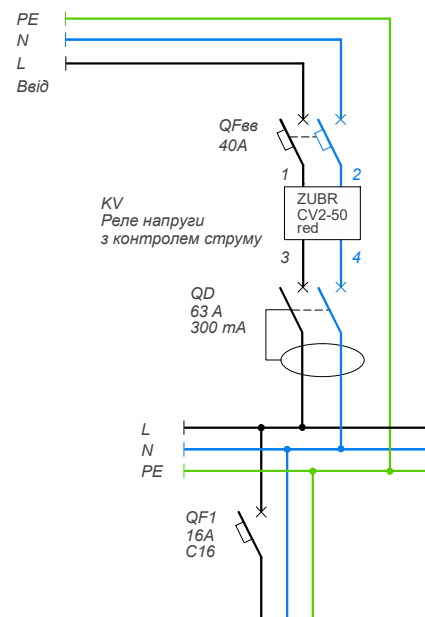 PE
N
L
Ввід
QFвв
40A
1
2
KV
Реле напруги
з контролем струму
ZUBR
CV2-50
red
3
4
QD
63 A
300 mA
L
N
PE
QF1
16A
C16